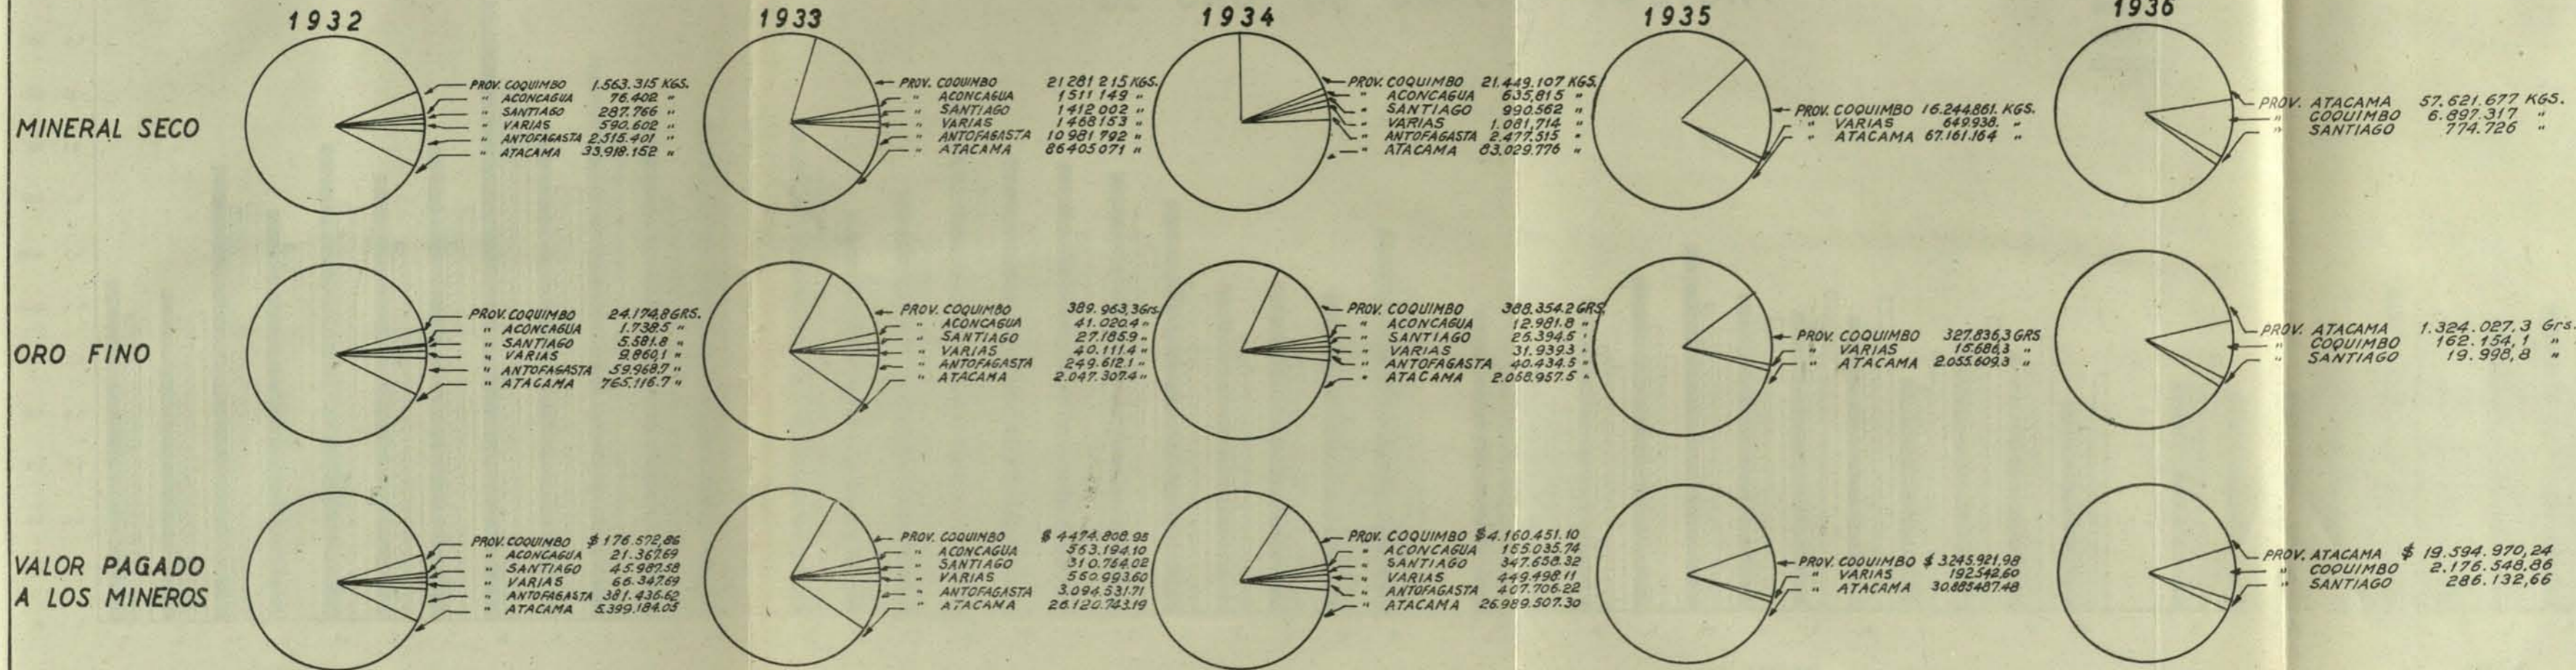 1932
1933
1934
1935
1936
MINERAL SECO
PROV. COQUIMBO 1.563.315 KGS.
" ACONCAGUA 76.402 "
" SANTIAGO 287.766 "
" VARIAS 590.602 "
" ANTOFAGASTA 2.515.401 "
" ATACAMA 33.918.152 "
PROV. COQUIMBO 21281215 KGS.
" ACONCAGUA 1511149 "
" SANTIAGO 1412002 "
" VARIAS 1468153 "
" ANTOFAGASTA 10981792 "
" ATACAMA 86405071 "
PROV. COQUIMBO 21.449.107 KGS.
" ACONCAGUA 635.815 "
" SANTIAGO 990.562 "
" VARIAS 1.081.714 "
" ANTOFAGASTA 2.477.515 "
" ATACAMA 83.029.776 "
PROV. COQUIMBO 16.244.861. KGS.
" VARIAS 649.938. "
" ATACAMA 67.161.164 "
PROV. ATACAMA 57.621.677 KGS.
" COQUIMBO 6.897.317 "
" SANTIAGO 774.726 "
ORO FINO
PROV. COQUIMBO 24.174,8 GRS.
" ACONCAGUA 1.738.5 "
" SANTIAGO 5.581.8 "
" VARIAS 9.860,1 "
" ANTOFAGASTA 59.968.7 "
" ATACAMA 765.116.7 "
PROV. COQUIMBO 389.963,3 Grs.
" ACONCAGUA 41.020.4 "
" SANTIAGO 27.185.9 "
" VARIAS 40.111.4 "
" ANTOFAGASTA 249.612.1 "
" ATACAMA 2.047.307.4 "
PROV. COQUIMBO 388.354.2 GRS.
" ACONCAGUA 12.981.8 "
" SANTIAGO 26.394.5 "
" VARIAS 31.939.3 "
" ANTOFAGASTA 40.434.5 "
" ATACAMA 2.068.957.5 "
PROV. COQUIMBO 327.836,3 GRS
" VARIAS 15.686,3 "
" ATACAMA 2.055.609.3 "
PROV. ATACAMA 1.324.027.3 Grs.
" COQUIMBO 162.154,1 "
" SANTIAGO 19.998,8 "
VALOR PAGADO
A LOS MINEROS
PROV. COQUIMBO $ 176.572,86
" ACONCAGUA 21.367.69
" SANTIAGO 45.987.58
" VARIAS 66.347.69
" ANTOFAGASTA 381.436.62
" ATACAMA 5.399.184.05
PROV. COQUIMBO $ 4474.808.95
" ACONCAGUA 563.194.10
" SANTIAGO 310.764.02
" VARIAS 560.993.60
" ANTOFAGASTA 3.094.531.71
" ATACAMA 26.120.743.19
PROV. COQUIMBO $ 4.160.451.10
" ACONCAGUA 165.035.74
" SANTIAGO 347.658.32
" VARIAS 449.498.11
" ANTOFAGASTA 407.706.22
" ATACAMA 26.989.507.30
PROV. COQUIMBO $ 3245.921.98
" VARIAS 192.542.60
" ATACAMA 30.885487.48
PROV. ATACAMA $ 19.594.970,24
" COQUIMBO 2.176.548,86
" SANTIAGO 286.132,66